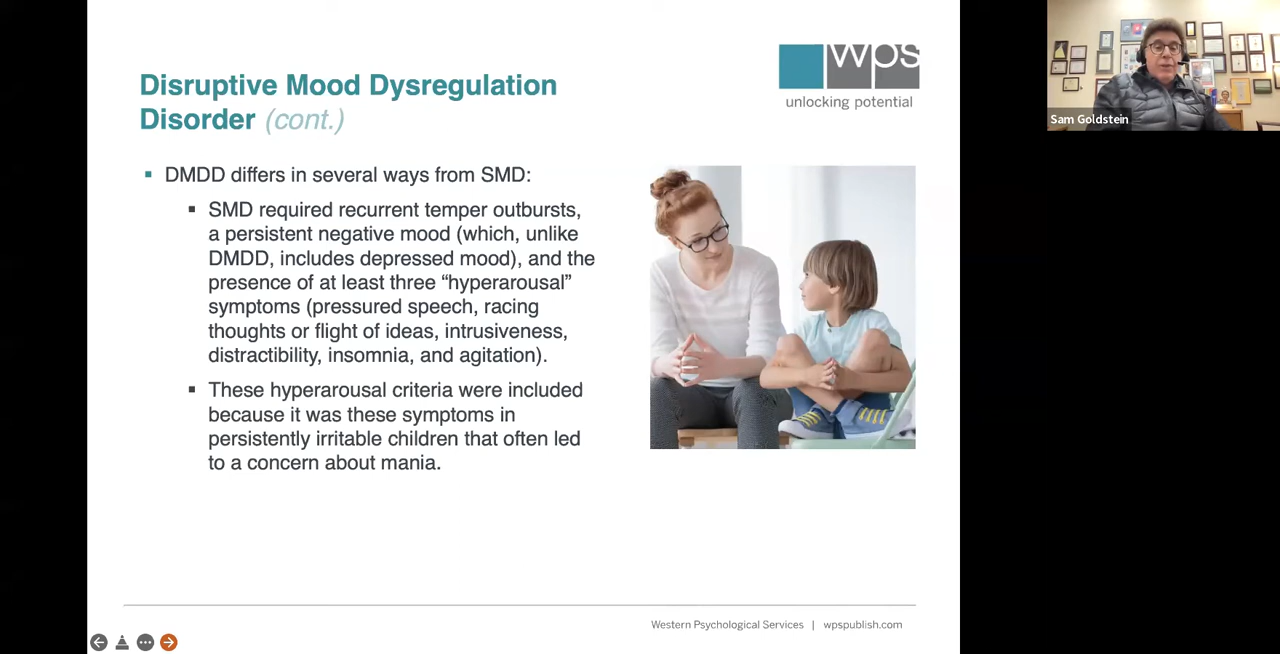 Disruptive Mood Dysregulation
Disorder (cont.)
wps
unlocking potential
Sam Goldstein
▪ DMDD differs in several ways from SMD:
▪ SMD required recurrent temper outbursts,
a persistent negative mood (which, unlike
DMDD, includes depressed mood), and the
presence of at least three “hyperarousal”
symptoms (pressured speech, racing
thoughts or flight of ideas, intrusiveness,
distractibility, insomnia, and agitation).
▪ These hyperarousal criteria were included
because it was these symptoms in
persistently irritable children that often led
to a concern about mania.
Western Psychological Services | wpspublish.com